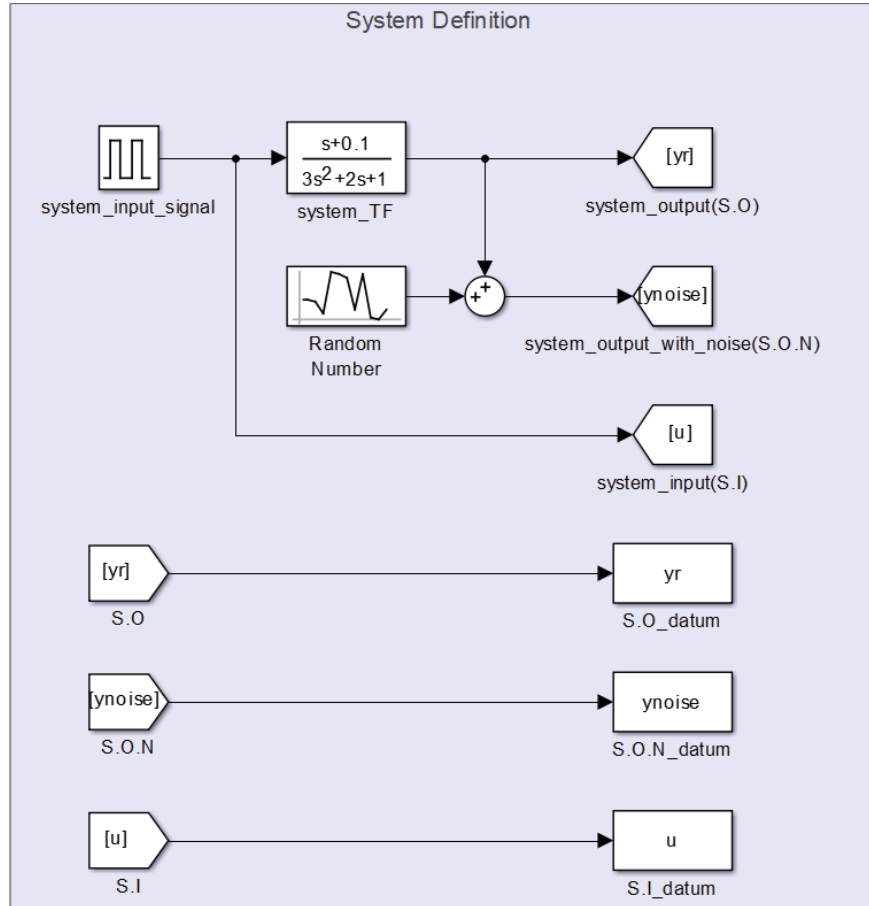 System Definition
s+0.1
3s²+2s+1
[yr]
system_input_signal
system_TF
system_output(S.O)
++
[ynoise]
Random
Number
system_output_with_noise(S.O.N)
[u]
system_input(S.I)
[yr]
yr
S.O
S.O_datum
[ynoise]
ynoise
S.O.N
S.O.N_datum
[u]
u
S.I
S.I_datum